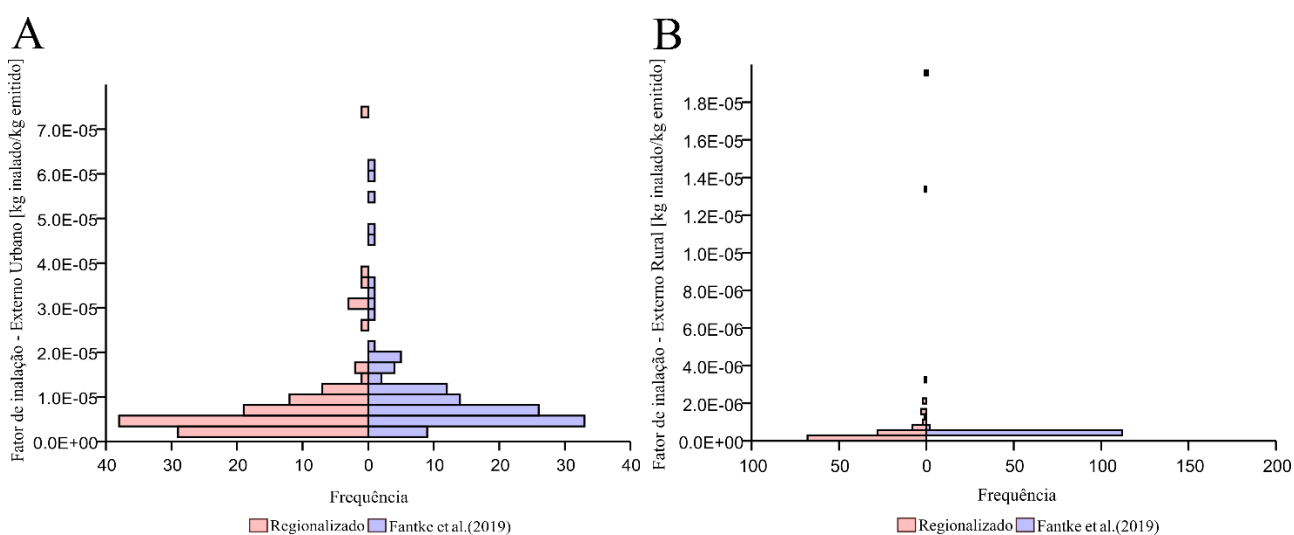 A
Fator de inalação - Externo Urbano [kg inalado/kg emitido]
7.0E-05
6.0E-05
5.0E-05
4.0E-05
3.0E-05
2.0E-05
1.0E-05
0.0E+00
40 30 20 10 0 10 20 30 40
Frequência
Regionalizado Fantke et al.(2019)
B
Fator de inalação - Externo Rural [kg inalado/kg emitido]
1.8E-05
1.6E-05
1.4E-05
1.2E-05
1.0E-05
8.0E-06
6.0E-06
4.0E-06
2.0E-06
0.0E+00
100 50 0 50 100 150 200
Frequência
Regionalizado Fantke et al.(2019)